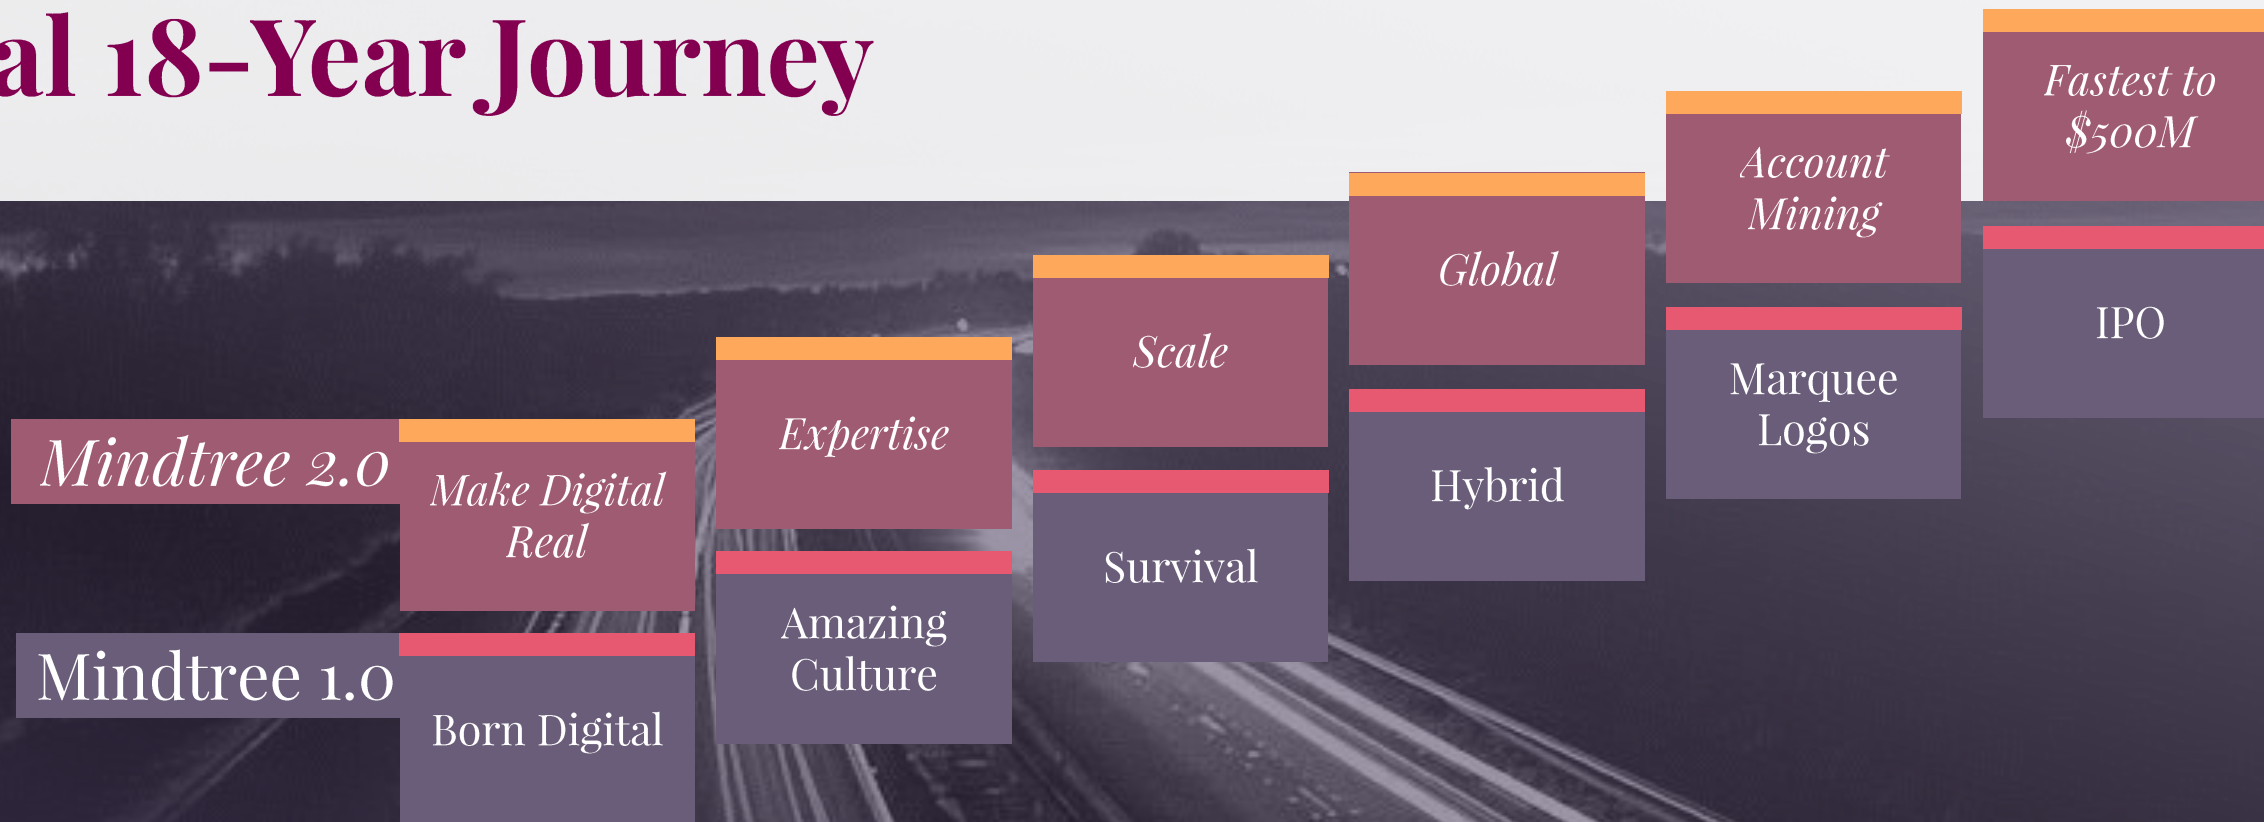 al 18-Year Journey
Mindtree 2.0
Make Digital
Real
Expertise
Scale
Global
Account
Mining
Fastest to
$500M
Mindtree 1.0
Born Digital
Amazing
Culture
Survival
Hybrid
Marquee
Logos
IPO